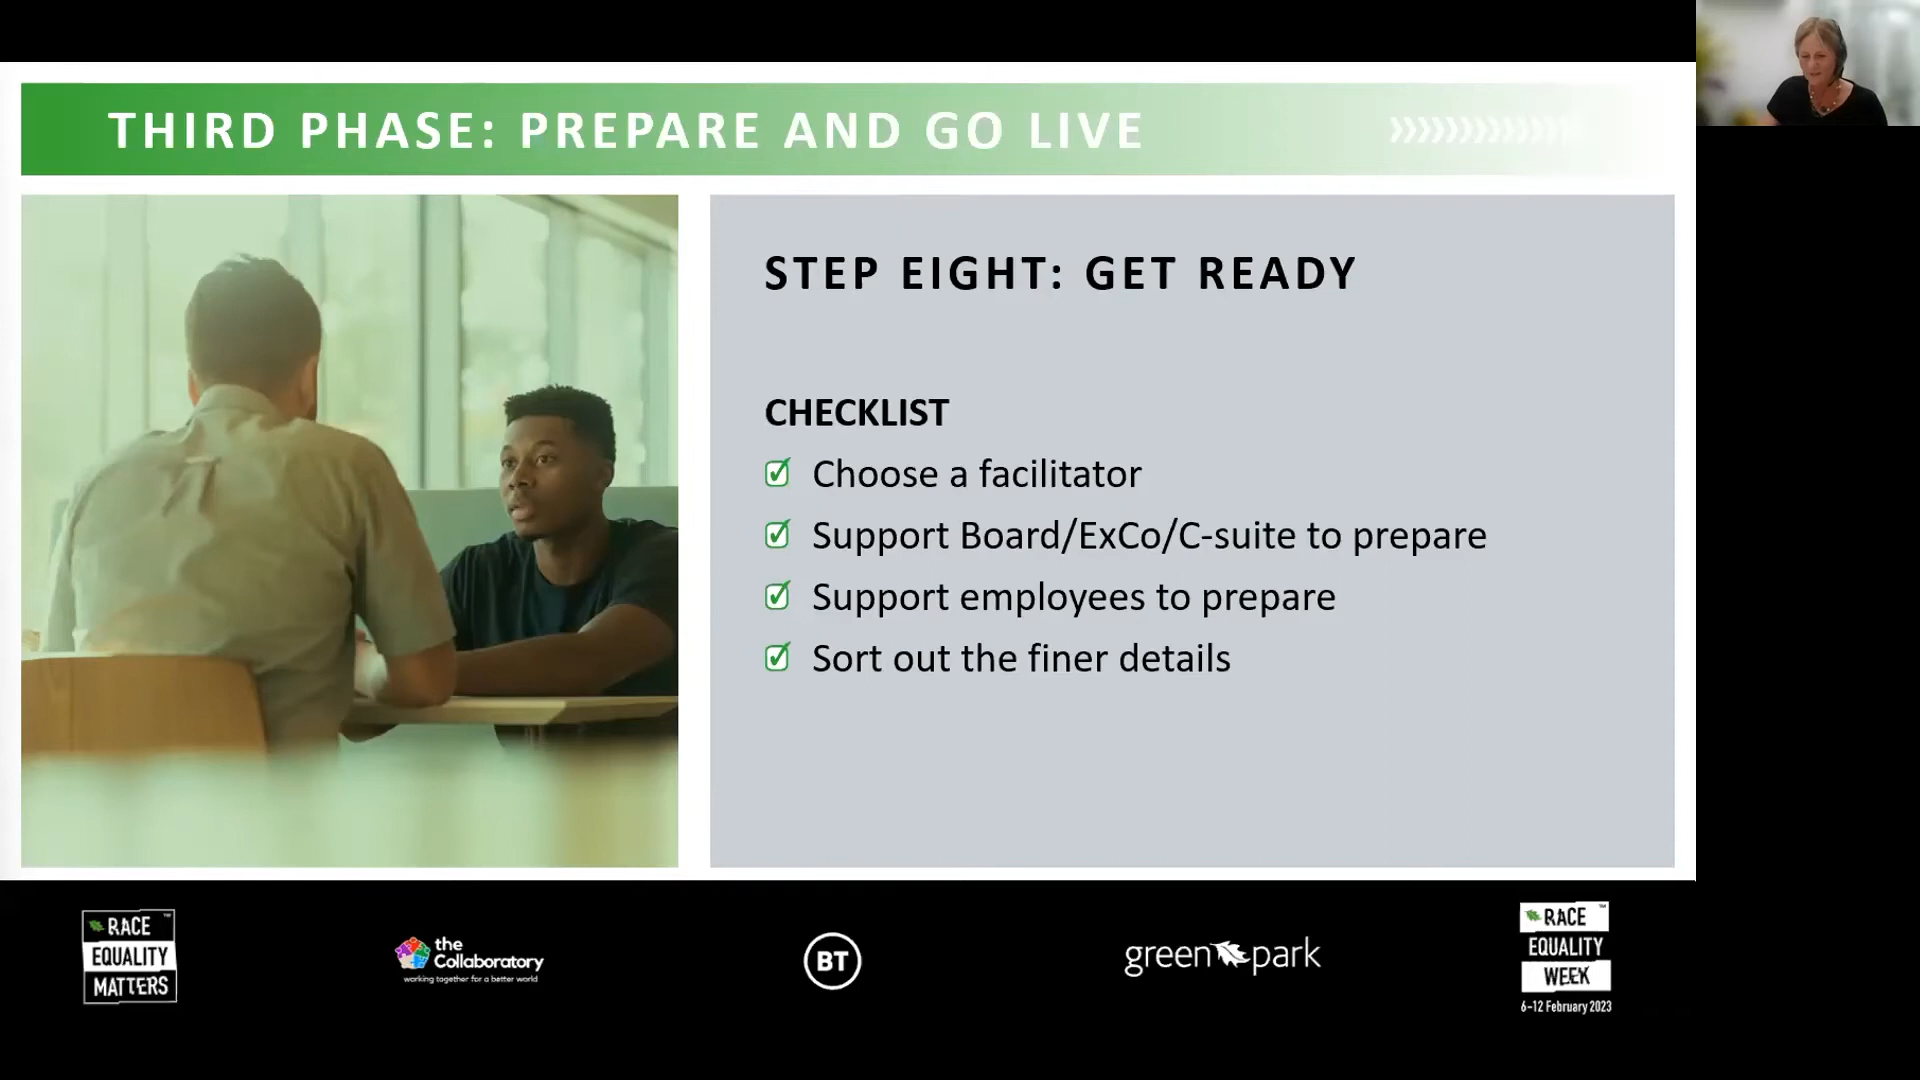 THIRD PHASE: PREPARE AND GO LIVE
STEP EIGHT: GET READY
CHECKLIST
Choose a facilitator
Support Board/ExCo/C-suite to prepare
Support employees to prepare
Sort out the finer details
RACE
EQUALITY
MATTERS
the
Collaboratory
working together for a better world
BT
green park
RACE
EQUALITY
WEEK
6-12 February 2023